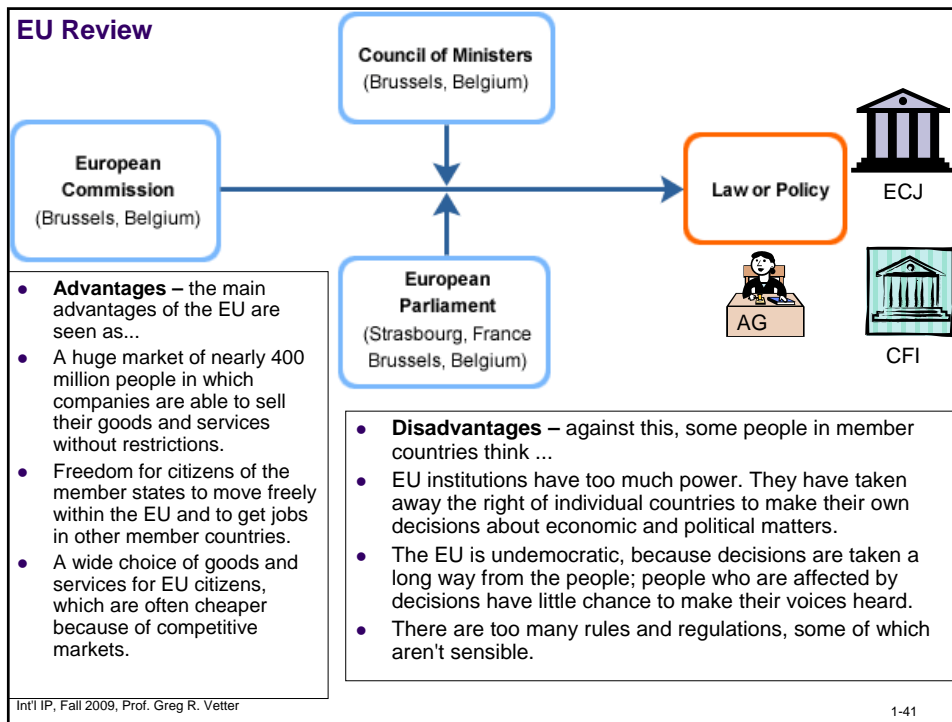 EU Review
Council of Ministers
(Brussels, Belgium)
European
Commission
(Brussels, Belgium)
Law or Policy
ECJ
European
Parliament
(Strasbourg, France
Brussels, Belgium)
AG
CFI
● Advantages – the main
advantages of the EU are
seen as...
● A huge market of nearly 400
million people in which
companies are able to sell
their goods and services
without restrictions.
● Freedom for citizens of the
member states to move freely
within the EU and to get jobs
in other member countries.
● A wide choice of goods and
services for EU citizens,
which are often cheaper
because of competitive
markets.
● Disadvantages – against this, some people in member
countries think ...
● EU institutions have too much power. They have taken
away the right of individual countries to make their own
decisions about economic and political matters.
● The EU is undemocratic, because decisions are taken a
long way from the people; people who are affected by
decisions have little chance to make their voices heard.
● There are too many rules and regulations, some of which
aren't sensible.
Int'l IP, Fall 2009, Prof. Greg R. Vetter
1-41